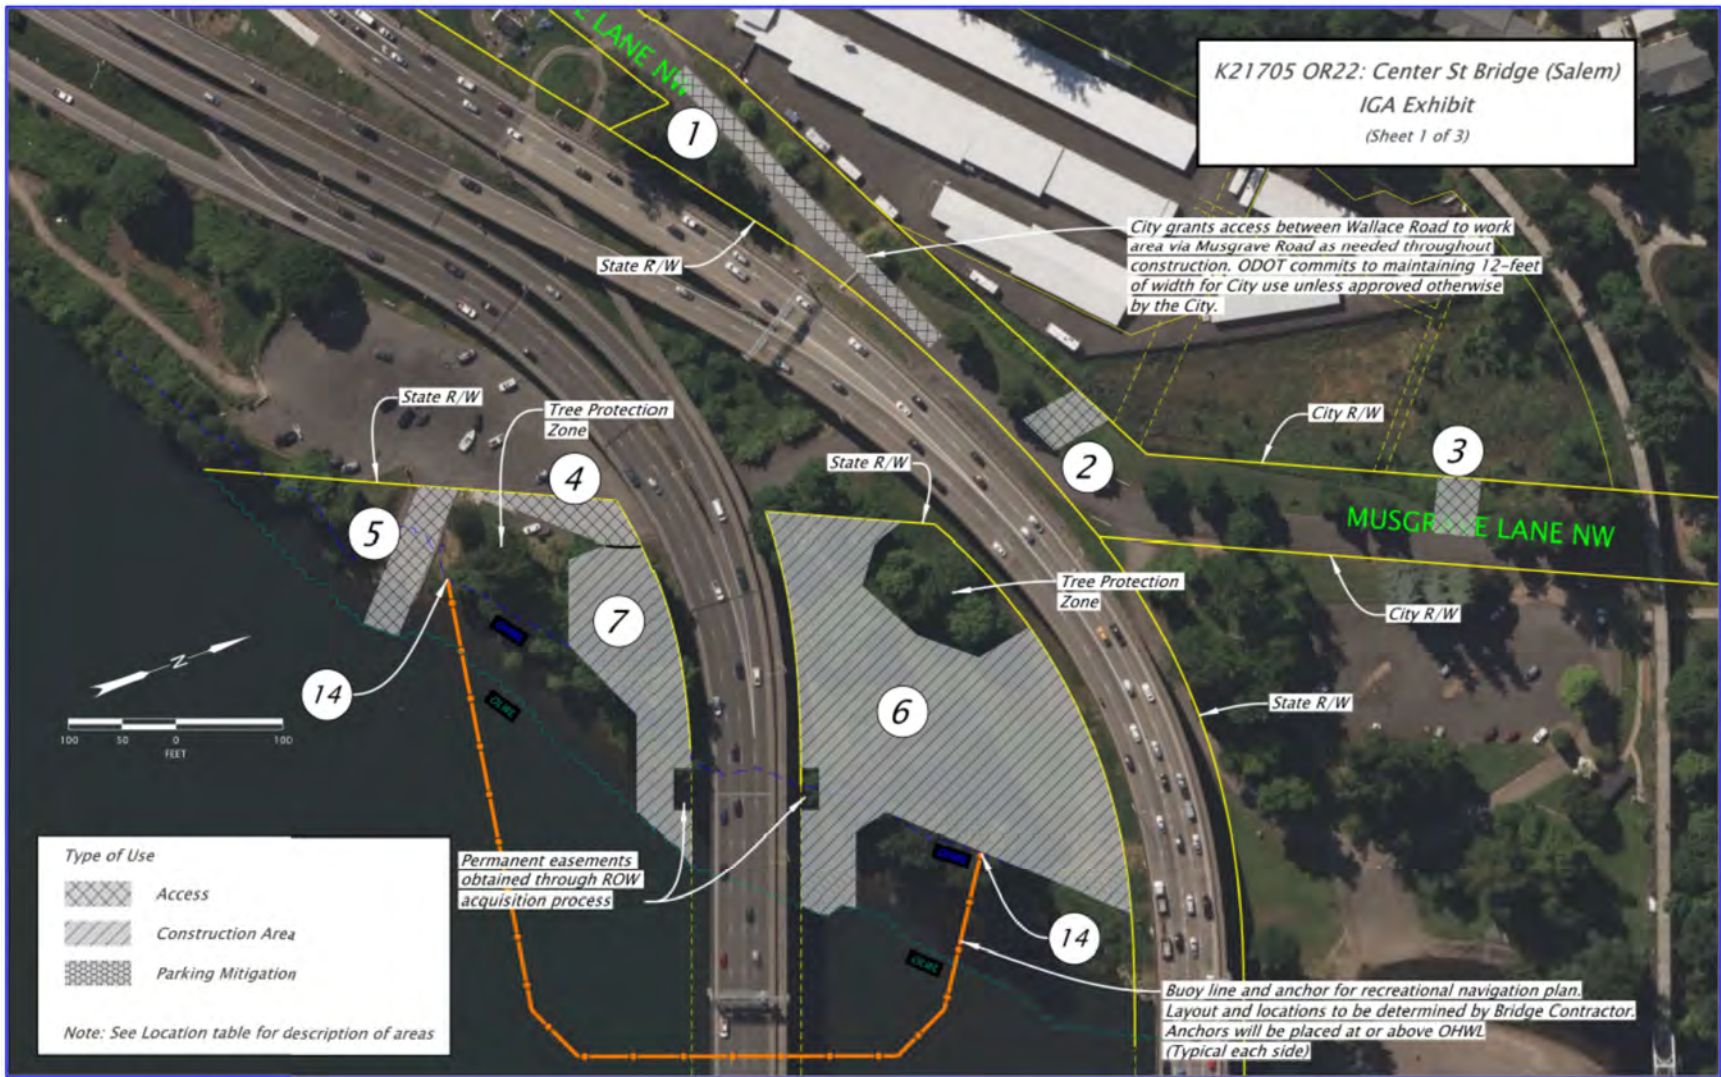 E LANE NW
K21705 OR22: Center St Bridge (Salem)
IGA Exhibit
(Sheet 1 of 3)
1
City grants access between Wallace Road to work
area via Musgrave Road as needed throughout
construction. ODOT commits to maintaining 12-feet
of width for City use unless approved otherwise
by the City.
State R/W
State R/W
Tree Protection
Zone
City R/W
3
4
2
State R/W
5
MUSGRAVE LANE NW
Tree Protection
Zone
City R/W
7
N
14
OHWL
OLWL
6
State R/W
100 50 0 100
FEET
Type of Use
Access
Construction Area
Parking Mitigation
Note: See Location table for description of areas
Permanent easements
obtained through ROW
acquisition process
OHWL
14
OLWL
Buoy line and anchor for recreational navigation plan.
Layout and locations to be determined by Bridge Contractor.
Anchors will be placed at or above OHWL
(Typical each side)